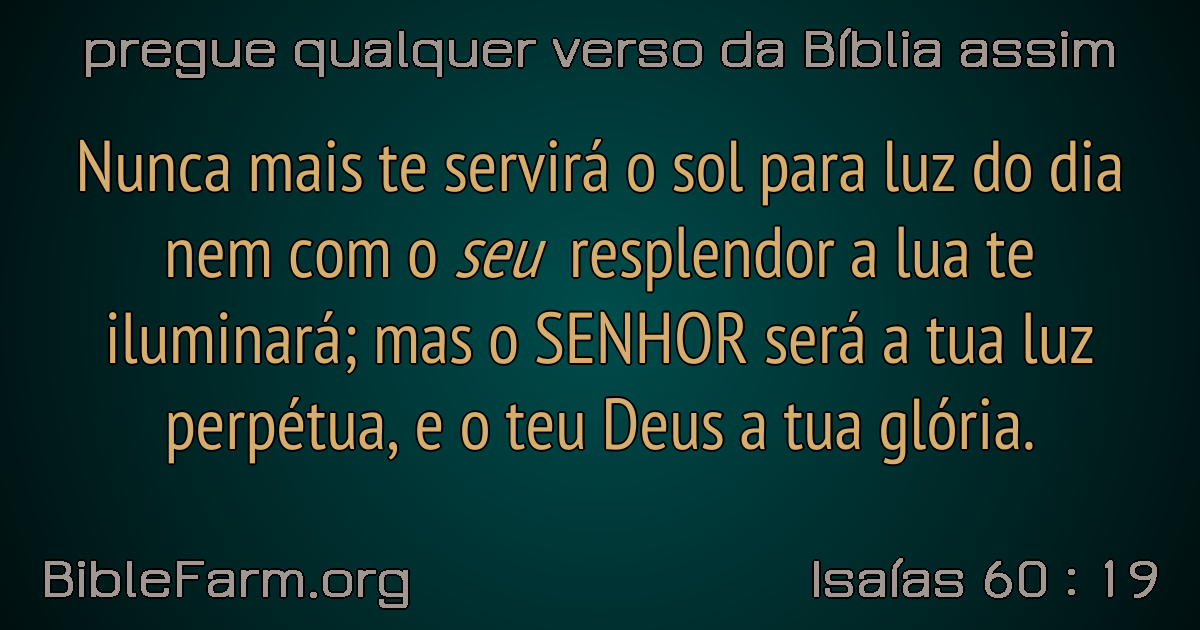 pregue qualquer verso da Bíblia assim
Nunca mais te servirá o sol para luz do dia
nem com o seu resplendor a lua te
iluminará; mas o SENHOR será a tua luz
perpétua, e o teu Deus a tua glória.
BibleFarm.org
Isaías 60 : 19